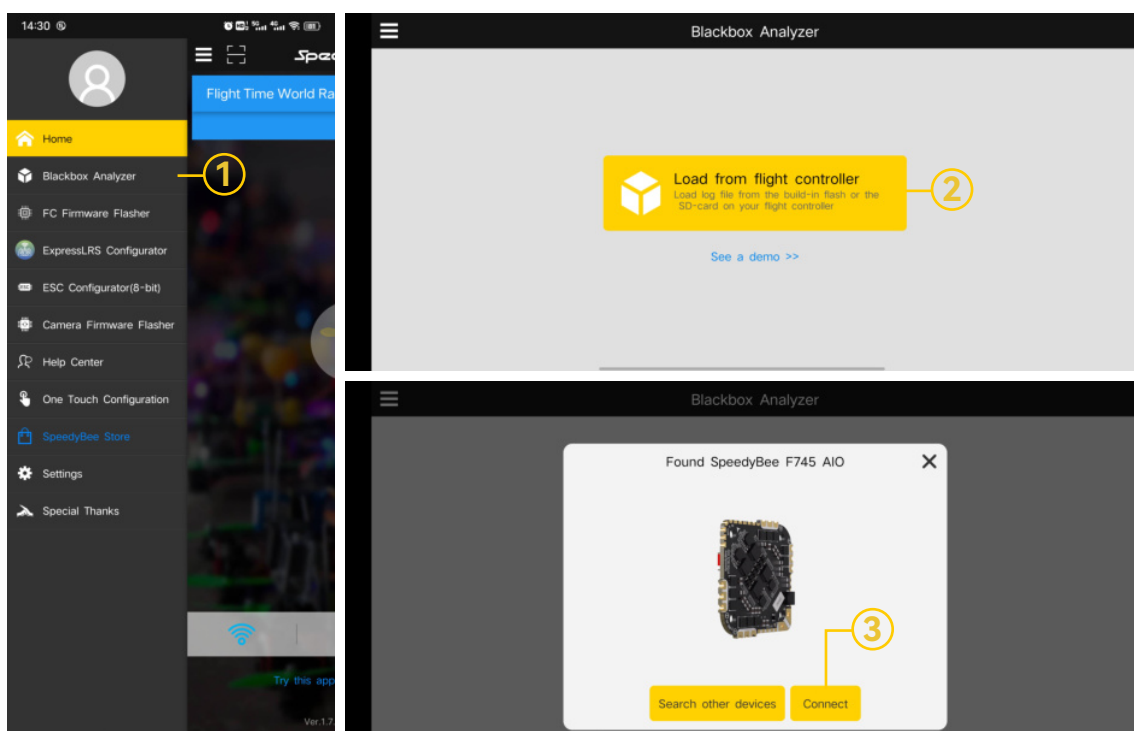 14:30
Spee
Flight Time World Ra
Home
Blackbox Analyzer
1
FC Firmware Flasher
ExpressLRS Configurator
ESC Configurator(8-bit)
Camera Firmware Flasher
Help Center
One Touch Configuration
SpeedyBee Store
Settings
Special Thanks
Try this app
Ver.1.7.
Blackbox Analyzer
Load from flight controller
Load log file from the build-in flash or the
SD-card on your flight controller
2
See a demo >>
Blackbox Analyzer
Found SpeedyBee F745 AIO
3
Search other devices
Connect